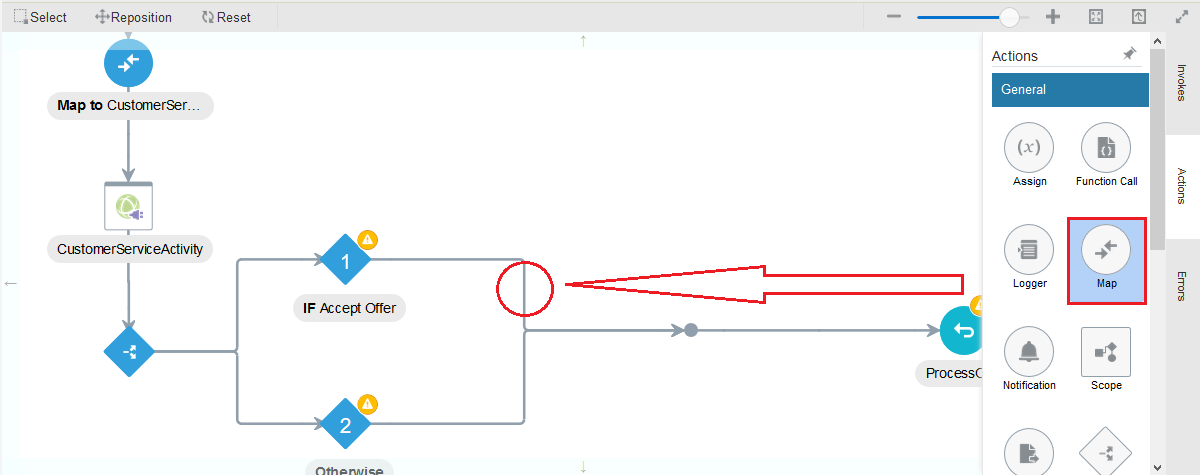 Select
Reposition
Reset
Actions
General
Invokes
Actions
Errors
Map to CustomerSer...
Assign
Function Call
CustomerServiceActivity
1
IF Accept Offer
Logger
Map
ProcessC
Notification
Scope
2
Otherwise
(x)